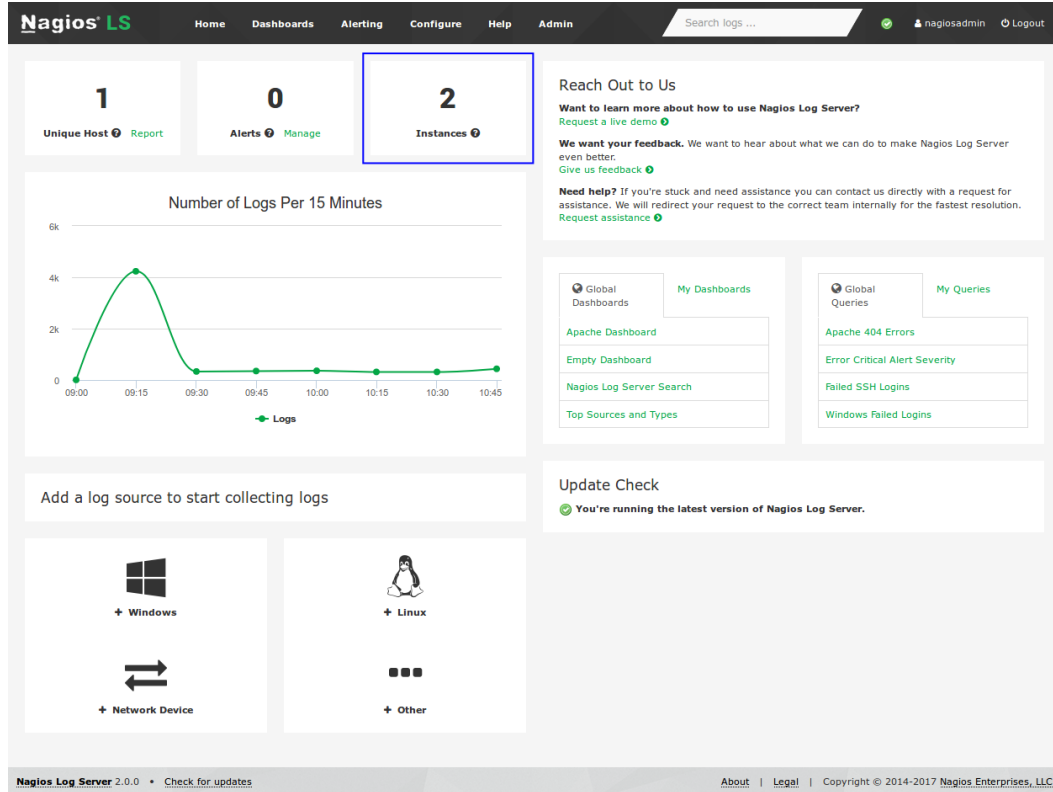 Nagios® LS
Home Dashboards Alerting Configure Help Admin
Search logs ...
nagiosadmin Logout
1
Unique Host Report
0
Alerts Manage
2
Instances
Number of Logs Per 15 Minutes
6k
4k
2k
0
09:00 09:15 09:30 09:45 10:00 10:15 10:30 10:45
Logs
Add a log source to start collecting logs
+ Windows
+ Linux
+ Network Device
+ Other
Reach Out to Us
Want to learn more about how to use Nagios Log Server?
Request a live demo
We want your feedback. We want to hear about what we can do to make Nagios Log Server
even better.
Give us feedback
Need help? If you're stuck and need assistance you can contact us directly with a request for
assistance. We will redirect your request to the correct team internally for the fastest resolution.
Request assistance
Global
Dashboards
My Dashboards
Apache Dashboard
Empty Dashboard
Nagios Log Server Search
Top Sources and Types
Global
Queries
My Queries
Apache 404 Errors
Error Critical Alert Severity
Failed SSH Logins
Windows Failed Logins
Update Check
You're running the latest version of Nagios Log Server.
Nagios Log Server 2.0.0 • Check for updates
About | Legal | Copyright © 2014-2017 Nagios Enterprises, LLC